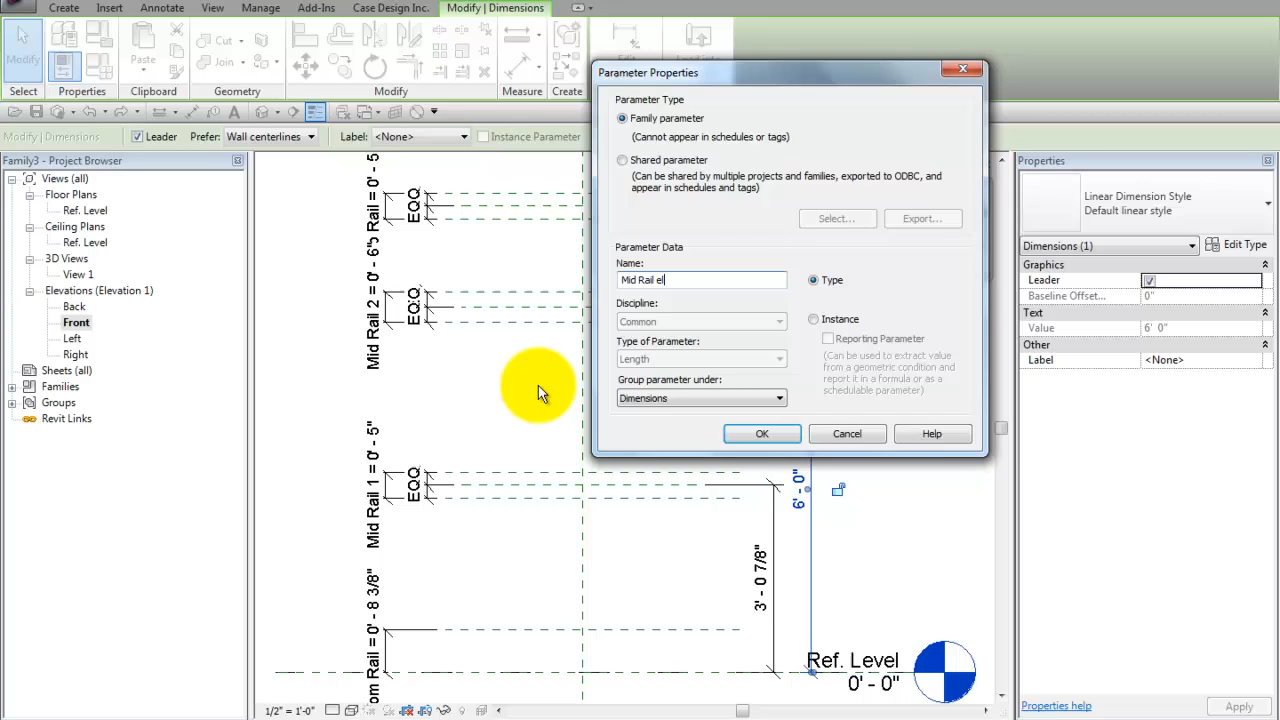 Create Insert Annotate View Manage Add-Ins Case Design Inc. Modify | Dimensions
Modify
Paste
Cut
Join
Select Properties Clipboard Geometry Modify Measure Create
Modify | Dimensions Leader Prefer: Wall centerlines Label: <None> Instance Parameter
Family3 - Project Browser
Views (all)
Floor Plans
Ref. Level
Ceiling Plans
Ref. Level
3D Views
View 1
Elevations (Elevation 1)
Back
Front
Left
Right
Sheets (all)
Families
Groups
Revit Links
Rail = 0' - 5
EQ
Mid Rail 2 = 0' - 6"
EQ
Mid Rail 1 = 0' - 5"
EQ
om Rail = 0' - 8 3/8"
6' - 0"
3' - 0 7/8"
Ref. Level
0' - 0"
1/2" = 1'-0"
Parameter Properties
Parameter Type
Family parameter
(Cannot appear in schedules or tags)
Shared parameter
(Can be shared by multiple projects and families, exported to ODBC, and
appear in schedules and tags)
Select... Export...
Parameter Data
Name:
Mid Rail el
Type
Discipline:
Common
Instance
Reporting Parameter
Type of Parameter:
Length
(Can be used to extract value
from a geometric condition and
report it in a formula or as a
schedulable parameter)
Group parameter under:
Dimensions
OK Cancel Help
Properties
Linear Dimension Style
Default linear style
Dimensions (1) Edit Type
Graphics
Leader
Baseline Offset... 0"
Text
Value 6' 0"
Other
Label <None>
Properties help Apply